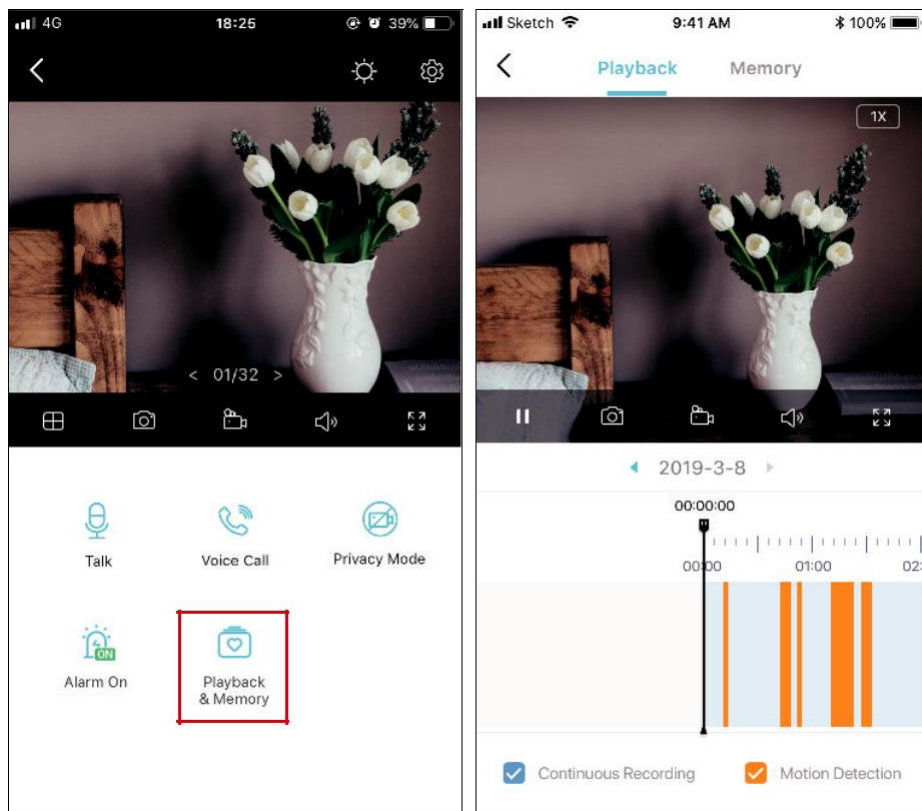 4G 18:25 39%
< 01/32 >
Talk
Voice Call
Privacy Mode
ON
Alarm On
Playback
& Memory
Sketch 9:41 AM 100%
Playback Memory
1X
2019-3-8
00:00:00
00:00 01:00
Continuous Recording
Motion Detection